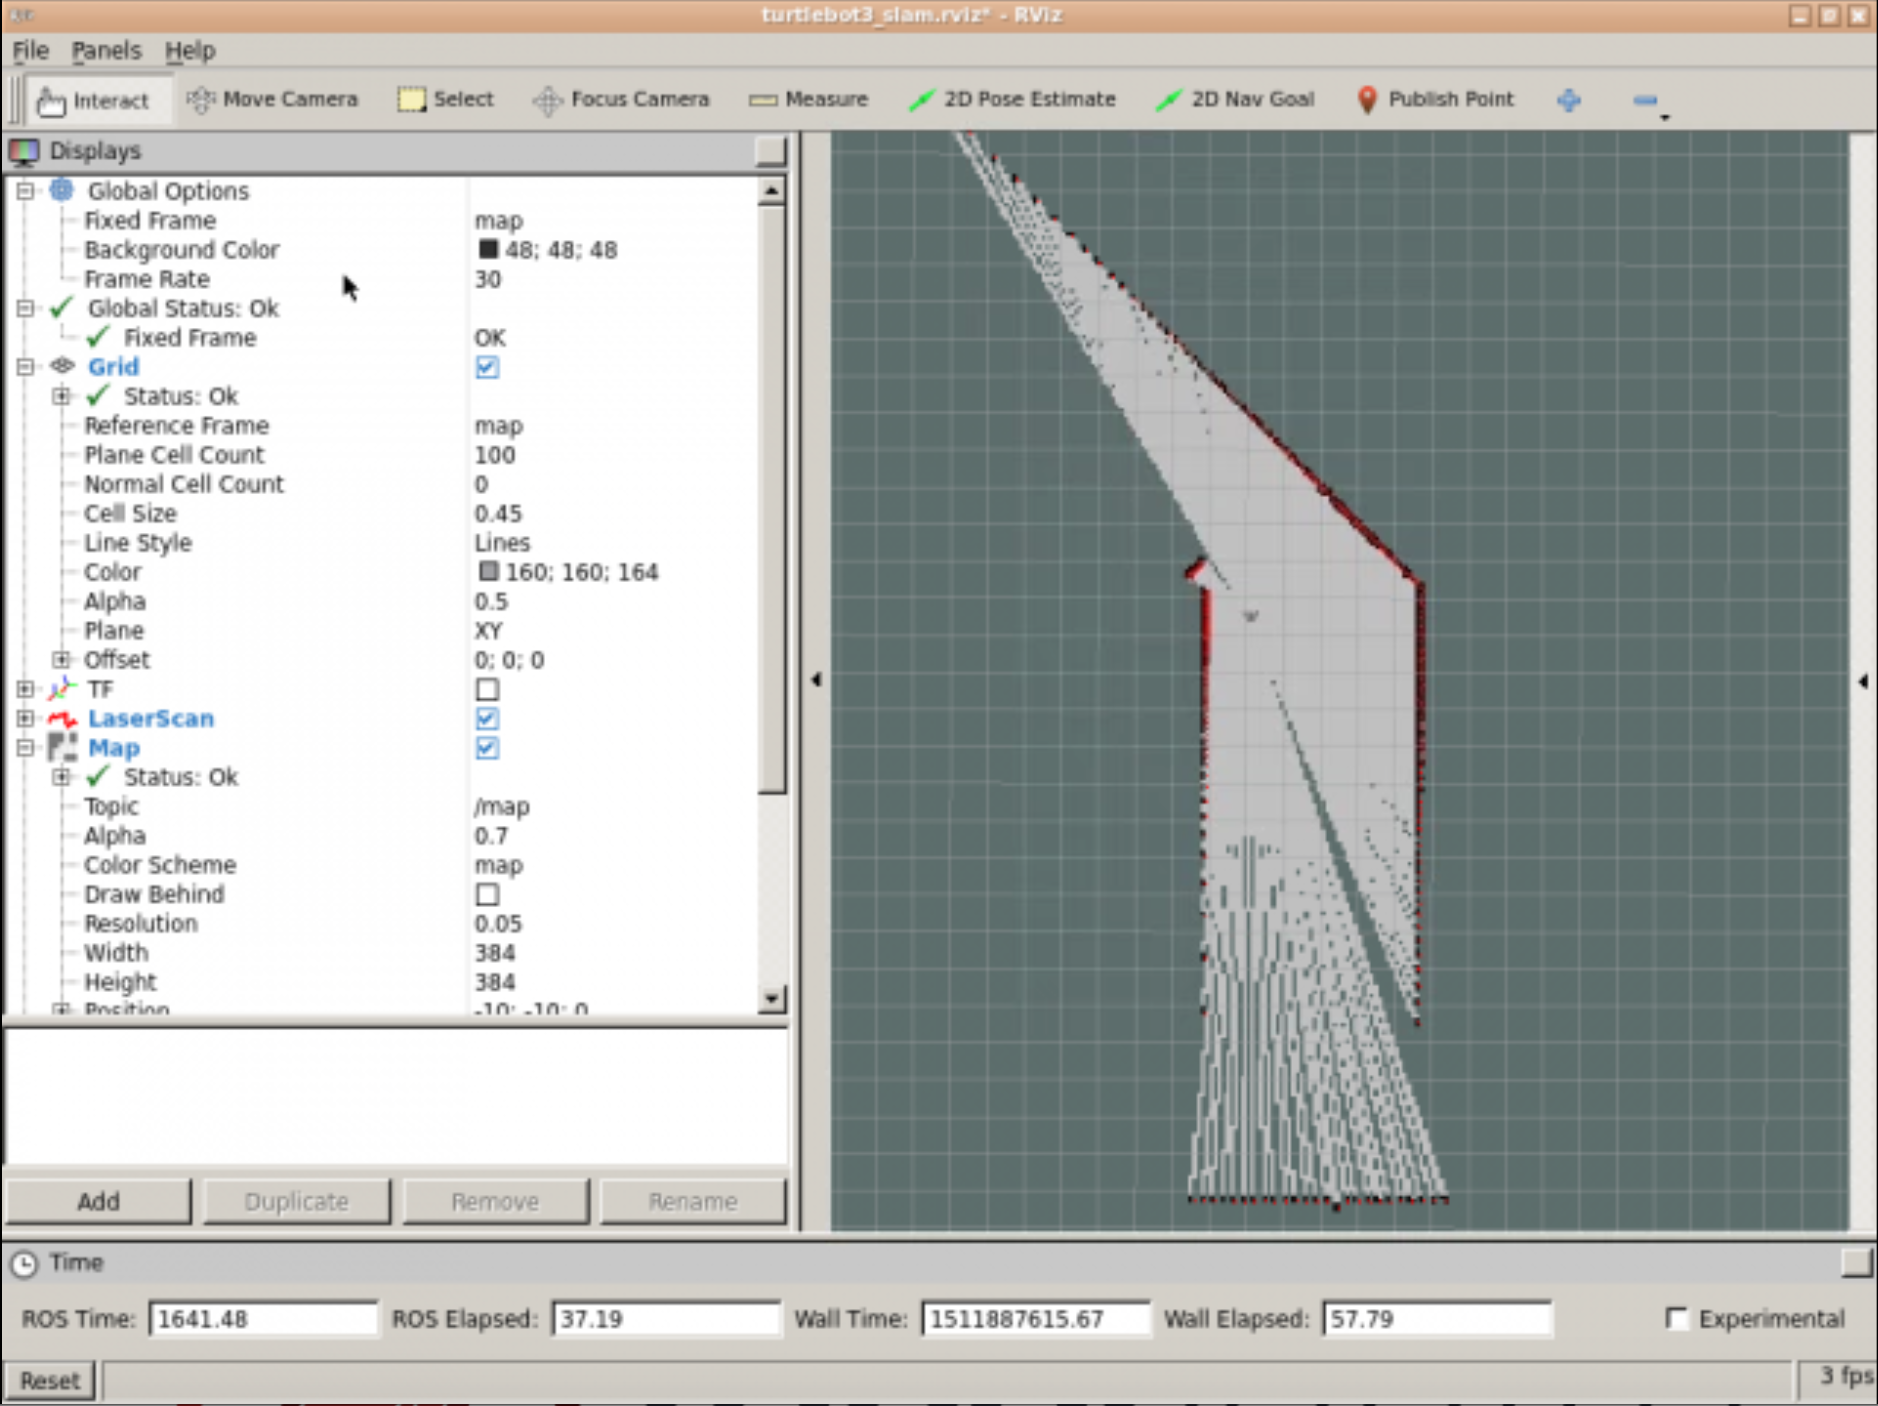 turtlebot3_slam.rviz* - RViz
File Panels Help
Interact Move Camera Select Focus Camera Measure 2D Pose Estimate 2D Nav Goal Publish Point
Displays
Global Options
Fixed Frame map
Background Color 48; 48; 48
Frame Rate 30
Global Status: Ok
Fixed Frame OK
Grid
Status: Ok
Reference Frame map
Plane Cell Count 100
Normal Cell Count 0
Cell Size 0.45
Line Style Lines
Color 160; 160; 164
Alpha 0.5
Plane XY
Offset 0; 0; 0
TF
LaserScan
Map
Status: Ok
Topic /map
Alpha 0.7
Color Scheme map
Draw Behind
Resolution 0.05
Width 384
Height 384
Position -10; -10; 0
Add Duplicate Remove Rename
Time
ROS Time: 1641.48 ROS Elapsed: 37.19 Wall Time: 1511887615.67 Wall Elapsed: 57.79 Experimental
Reset 3 fps